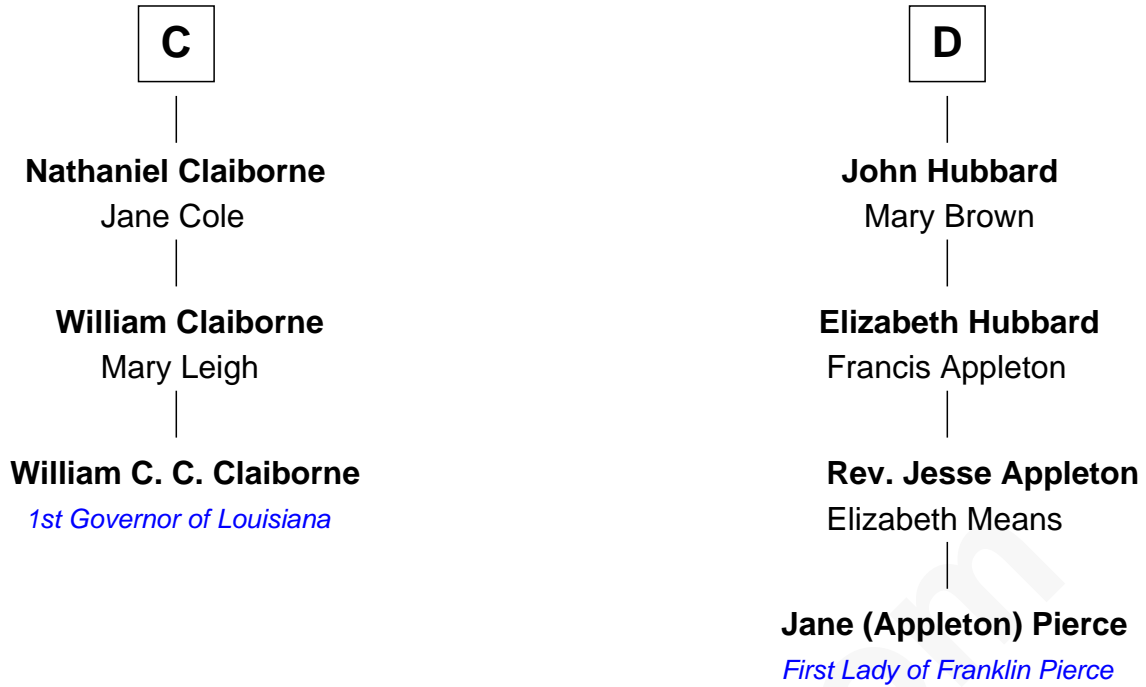 C
Nathaniel Claiborne
Jane Cole
William Claiborne
Mary Leigh
William C. C. Claiborne
1st Governor of Louisiana
D
John Hubbard
Mary Brown
Elizabeth Hubbard
Francis Appleton
Rev. Jesse Appleton
Elizabeth Means
Jane (Appleton) Pierce
First Lady of Franklin Pierce